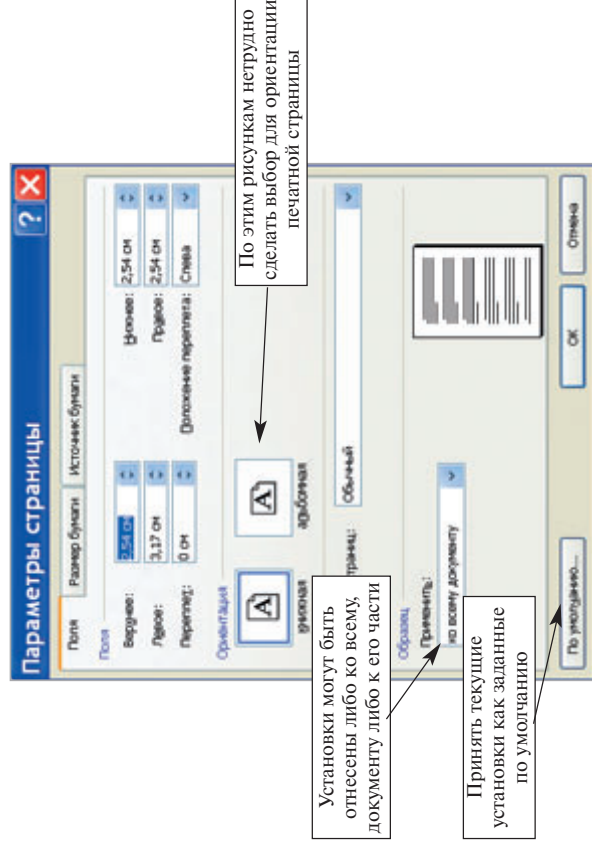 Параметры страницы
Поля Размер бумаги Источник бумаги
Поля
Верхнее: 2,54 см Нижнее: 2,54 см
Левое: 3,17 см Правое: 2,54 см
Переплет: 0 см Положение переплета: Слева
Ориентация
A A
книжная альбомная
По этим рисункам нетрудно
сделать выбор для ориентации
печатной страницы
траниц: Обычный
Установки могут быть
отнесены либо ко всему,
документу либо к его части
Образец
Применить:
ко всему документу
Принять текущие
установки как заданные
по умолчанию
По умолчанию... ОК Отмена